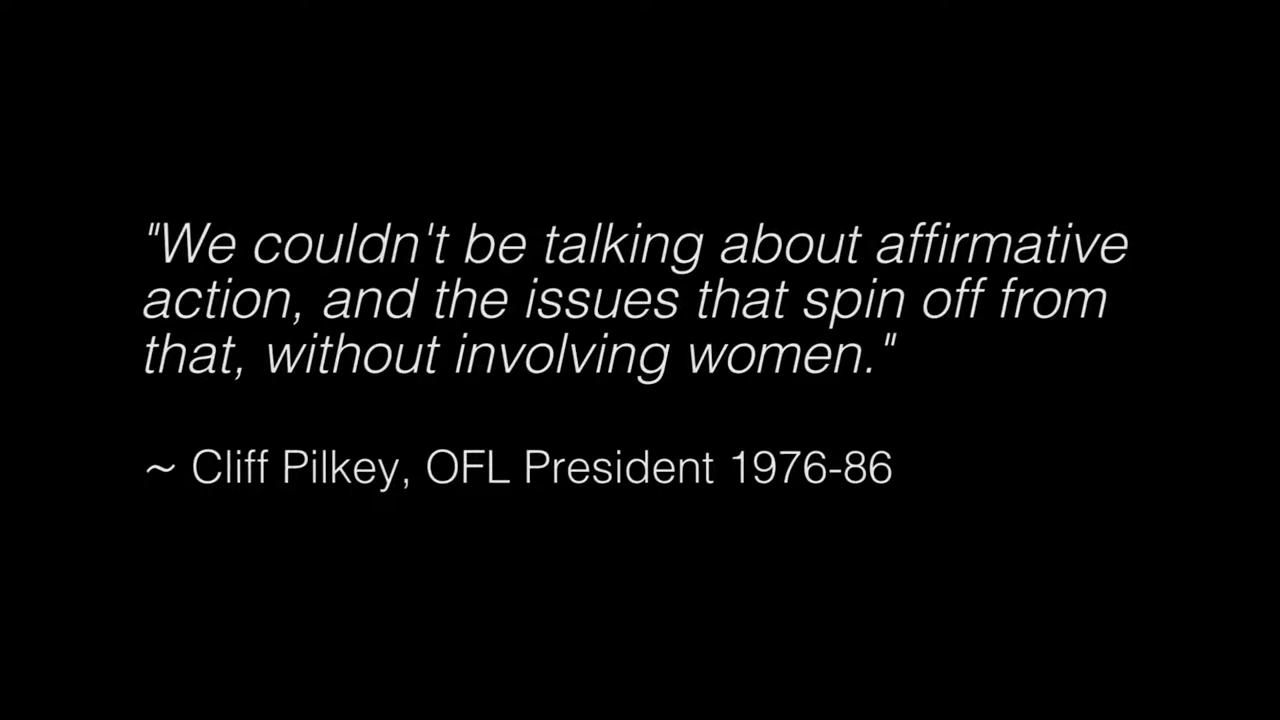 "We couldn't be talking about affirmative
action, and the issues that spin off from
that, without involving women."
~ Cliff Pilkey, OFL President 1976-86